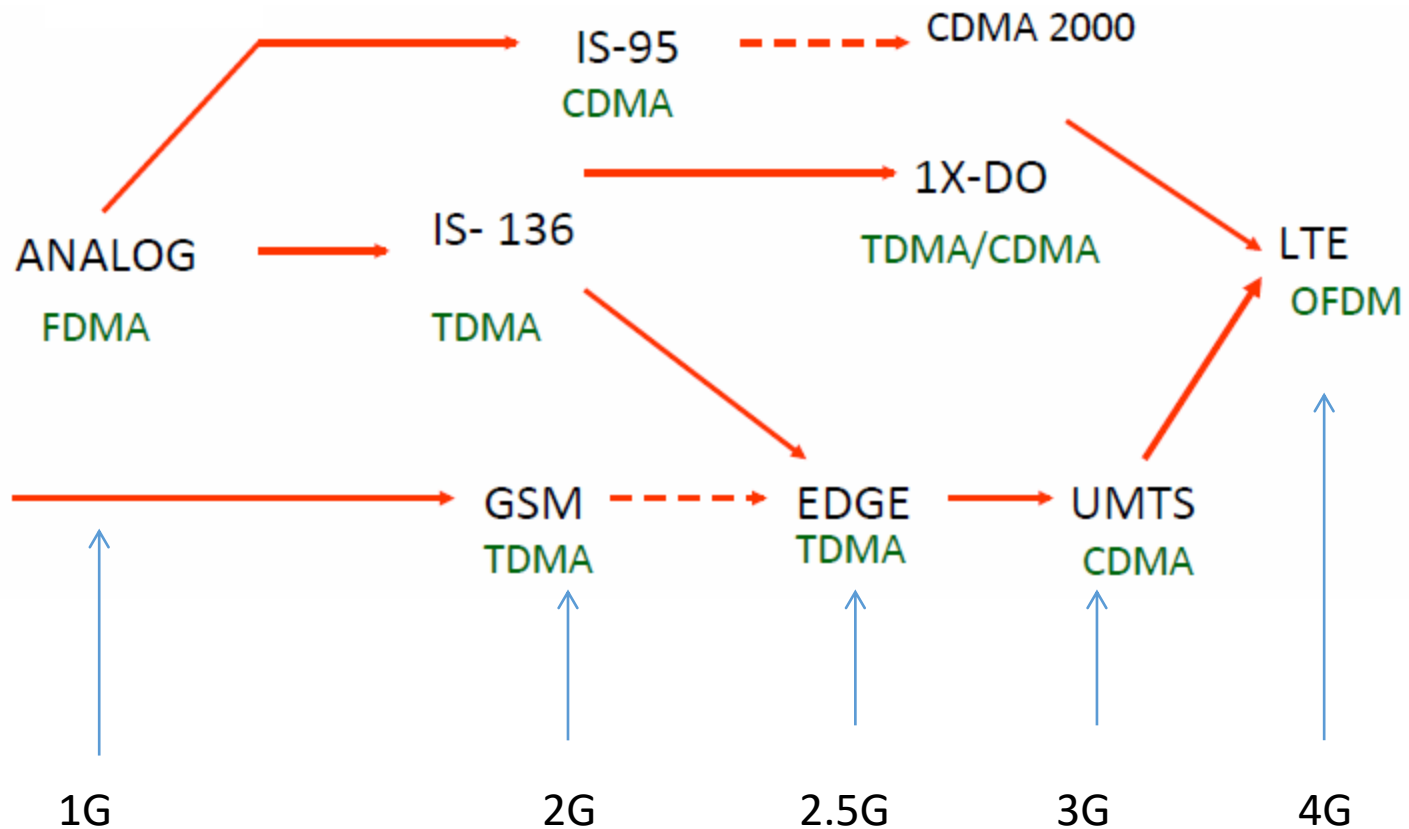 IS-95
CDMA
CDMA 2000
1X-DO
TDMA/CDMA
ANALOG
FDMA
IS- 136
TDMA
LTE
OFDM
GSM
TDMA
EDGE
TDMA
UMTS
CDMA
1G
2G
2.5G
3G
4G